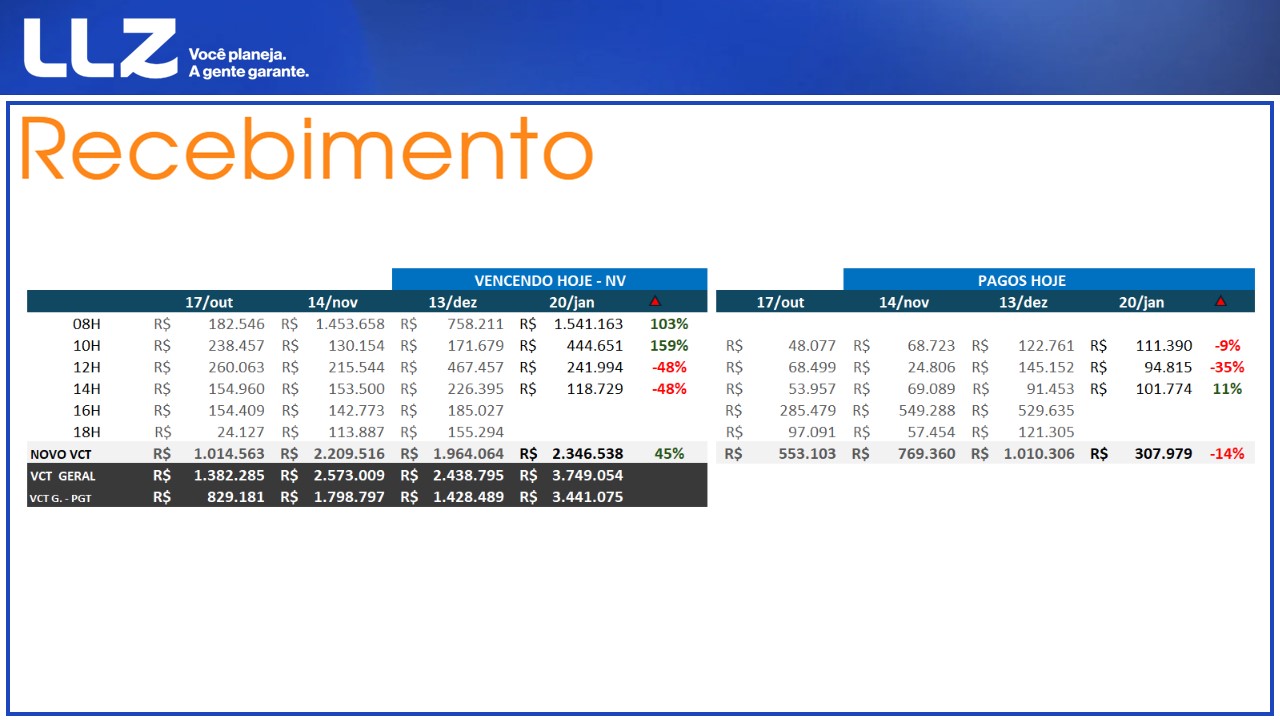 LLZ
Você planeja.
A gente garante.
Recebimento
VENCENDO HOJE - NV PAGOS HOJE
17/out 14/nov 13/dez 20/jan 17/out 14/nov 13/dez 20/jan
08H R$ 182.546 R$ 1.453.658 R$ 758.211 R$ 1.541.163 103%
10H R$ 238.457 R$ 130.154 R$ 171.679 R$ 444.651 159% R$ 48.077 R$ 68.723 R$ 122.761 R$ 111.390 -9%
12H R$ 260.063 R$ 215.544 R$ 467.457 R$ 241.994 -48% R$ 68.499 R$ 24.806 R$ 145.152 R$ 94.815 -35%
14H R$ 154.960 R$ 153.500 R$ 226.395 R$ 118.729 -48% R$ 53.957 R$ 69.089 R$ 91.453 R$ 101.774 11%
16H R$ 154.409 R$ 142.773 R$ 185.027 R$ 285.479 R$ 549.288 R$ 529.635
18H R$ 24.127 R$ 113.887 R$ 155.294 R$ 97.091 R$ 57.454 R$ 121.305
NOVO VCT R$ 1.014.563 R$ 2.209.516 R$ 1.964.064 R$ 2.346.538 45% R$ 553.103 R$ 769.360 R$ 1.010.306 R$ 307.979 -14%
VCT GERAL R$ 1.382.285 R$ 2.573.009 R$ 2.438.795 R$ 3.749.054
VCT G. - PGT R$ 829.181 R$ 1.798.797 R$ 1.428.489 R$ 3.441.075